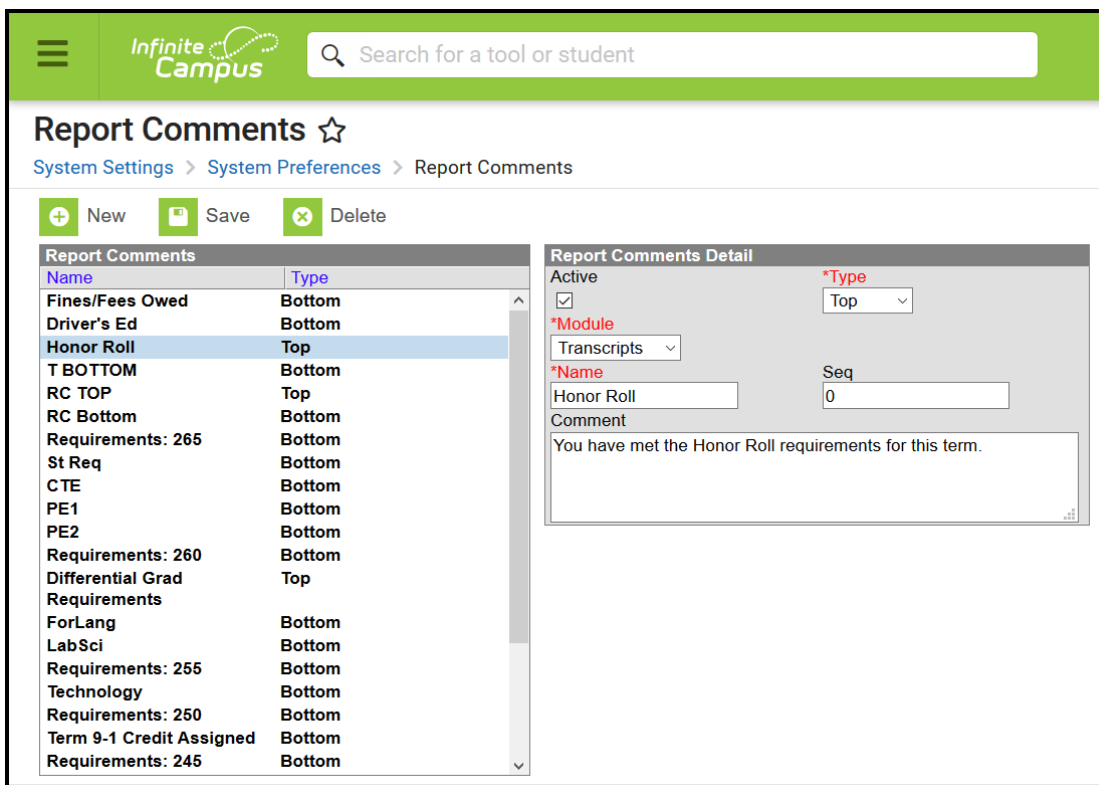 Infinite
Campus
Search for a tool or student
Report Comments
System Settings > System Preferences > Report Comments
New Save Delete
Report Comments
Name Type
Fines/Fees Owed Bottom
Driver's Ed Bottom
Honor Roll Top
T BOTTOM Bottom
RC TOP Top
RC Bottom Bottom
Requirements: 265 Bottom
St Req Bottom
CTE Bottom
PE1 Bottom
PE2 Bottom
Requirements: 260 Bottom
Differential Grad Top
Requirements
ForLang Bottom
LabSci Bottom
Requirements: 255 Bottom
Technology Bottom
Requirements: 250 Bottom
Term 9-1 Credit Assigned Bottom
Requirements: 245 Bottom
Report Comments Detail
Active *Type
Top
*Module
Transcripts
*Name Seq
Honor Roll 0
Comment
You have met the Honor Roll requirements for this term.